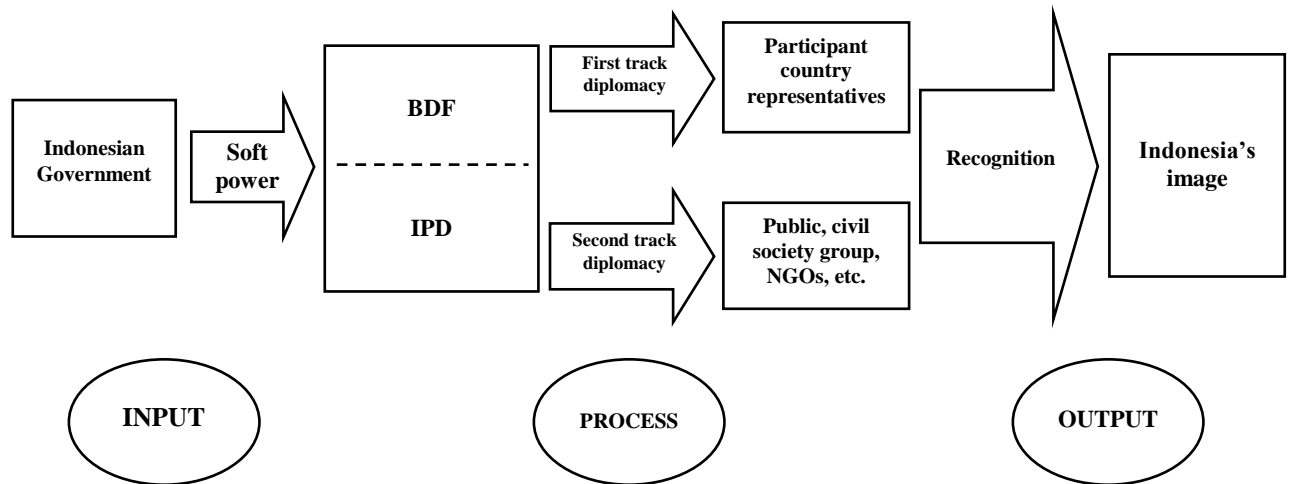 Indonesian
Government
Soft
power
BDF
IPD
First track
diplomacy
Second track
diplomacy
Participant
country
representatives
Public, civil
society group,
NGOs, etc.
Recognition
Indonesia’s
image
INPUT
PROCESS
OUTPUT